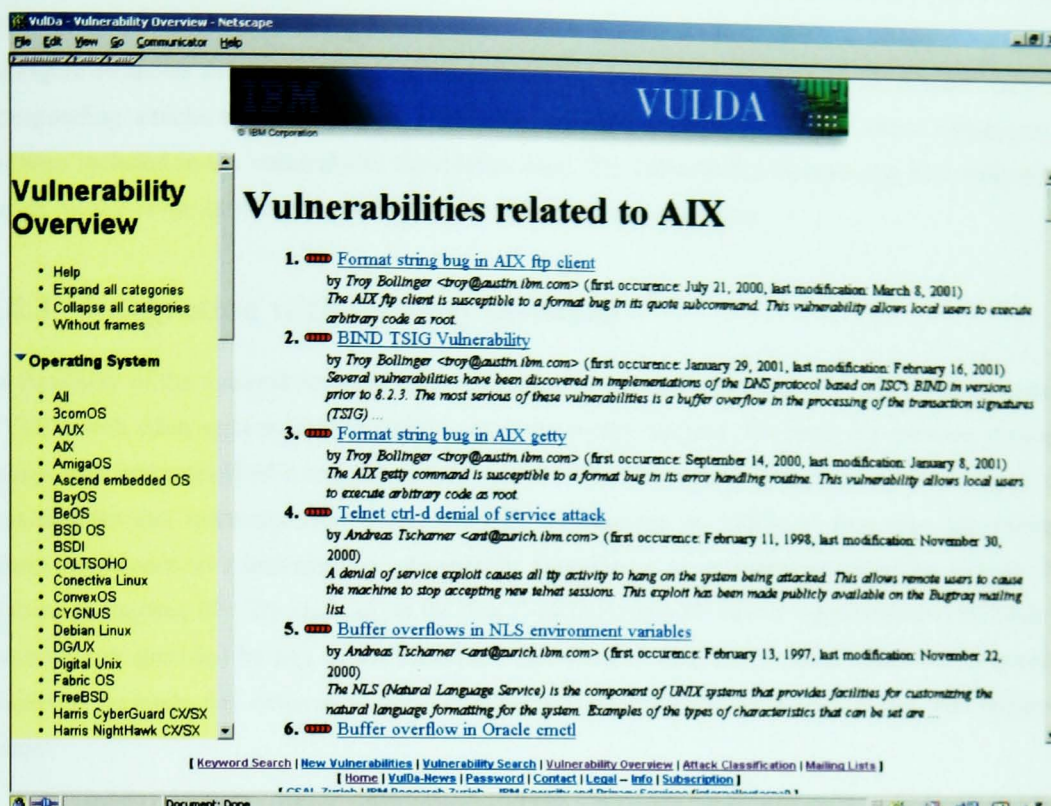 VulDa - Vulnerability Overview - Netscape
File Edit View Go Communicator Help
IBM
VULDA
© IBM Corporation
Vulnerability
Overview
• Help
• Expand all categories
• Collapse all categories
• Without frames
Operating System
• All
• 3comOS
• A/UX
• AIX
• AmigaOS
• Ascend embedded OS
• BayOS
• BeOS
• BSD OS
• BSDI
• COLTSOHO
• Conectiva Linux
• ConvexOS
• CYGNUS
• Debian Linux
• DG/UX
• Digital Unix
• Fabric OS
• FreeBSD
• Harris CyberGuard CX/SX
• Harris NightHawk CX/SX
Vulnerabilities related to AIX
1. Format string bug in AIX ftp client
by Troy Bollinger <troy@austin.ibm.com> (first occurence: July 21, 2000, last modification: March 8, 2001)
The AIX ftp client is susceptible to a format bug in its quote subcommand. This vulnerability allows local users to execute
arbitrary code as root.
2. BIND TSIG Vulnerability
by Troy Bollinger <troy@austin.ibm.com> (first occurence: January 29, 2001, last modification: February 16, 2001)
Several vulnerabilities have been discovered in implementations of the DNS protocol based on ISC's BIND in versions
prior to 8.2.3. The most serious of these vulnerabilities is a buffer overflow in the processing of the transaction signatures
(TSIG) ...
3. Format string bug in AIX getty
by Troy Bollinger <troy@austin.ibm.com> (first occurence: September 14, 2000, last modification: January 8, 2001)
The AIX getty command is susceptible to a format bug in its error handling routine. This vulnerability allows local users
to execute arbitrary code as root.
4. Telnet ctrl-d denial of service attack
by Andreas Tscharner <ant@zurich.ibm.com> (first occurence: February 11, 1998, last modification: November 30,
2000)
A denial of service exploit causes all tty activity to hang on the system being attacked. This allows remote users to cause
the machine to stop accepting new telnet sessions. This exploit has been made publicly available on the Bugtraq mailing
list.
5. Buffer overflows in NLS environment variables
by Andreas Tscharner <ant@zurich.ibm.com> (first occurence: February 13, 1997, last modification: November 22,
2000)
The NLS (Natural Language Service) is the component of UNIX systems that provides facilities for customizing the
natural language formatting for the system. Examples of the types of characteristics that can be set are ...
6. Buffer overflow in Oracle cmctl
[ Keyword Search | New Vulnerabilities | Vulnerability Search | Vulnerability Overview | Attack Classification | Mailing Lists ]
[ Home | VulDa-News | Password | Contact | Legal – Info | Subscription ]
Document: Done